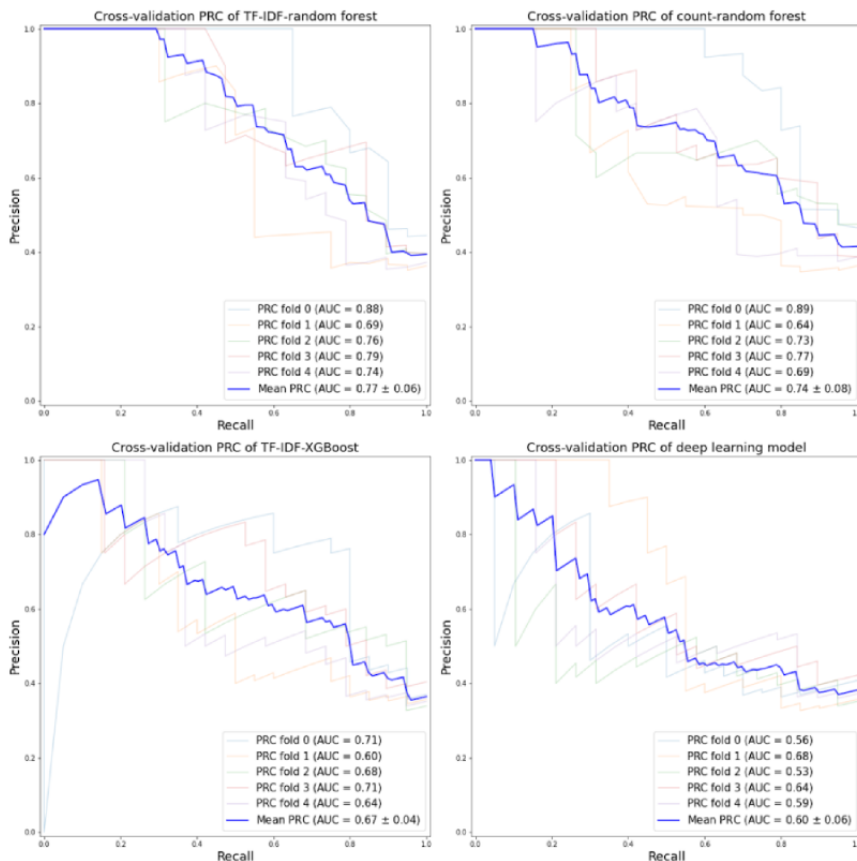 Cross-validation PRC of TF-IDF-random forest
1.0
0.8
0.6
0.4
0.2
0.0
Precision
PRC fold 0 (AUC = 0.88)
PRC fold 1 (AUC = 0.69)
PRC fold 2 (AUC = 0.76)
PRC fold 3 (AUC = 0.79)
PRC fold 4 (AUC = 0.74)
Mean PRC (AUC = 0.77 ± 0.06)
0.0 0.2 0.4 0.6 0.8 1.0
Recall
Cross-validation PRC of count-random forest
1.0
0.8
0.6
0.4
0.2
0.0
Precision
PRC fold 0 (AUC = 0.89)
PRC fold 1 (AUC = 0.64)
PRC fold 2 (AUC = 0.73)
PRC fold 3 (AUC = 0.77)
PRC fold 4 (AUC = 0.69)
Mean PRC (AUC = 0.74 ± 0.08)
0.0 0.2 0.4 0.6 0.8 1.0
Recall
Cross-validation PRC of TF-IDF-XGBoost
1.0
0.8
0.6
0.4
0.2
0.0
Precision
PRC fold 0 (AUC = 0.71)
PRC fold 1 (AUC = 0.60)
PRC fold 2 (AUC = 0.68)
PRC fold 3 (AUC = 0.71)
PRC fold 4 (AUC = 0.64)
Mean PRC (AUC = 0.67 ± 0.04)
0.0 0.2 0.4 0.6 0.8 1.0
Recall
Cross-validation PRC of deep learning model
1.0
0.8
0.6
0.4
0.2
0.0
Precision
PRC fold 0 (AUC = 0.56)
PRC fold 1 (AUC = 0.68)
PRC fold 2 (AUC = 0.53)
PRC fold 3 (AUC = 0.64)
PRC fold 4 (AUC = 0.59)
Mean PRC (AUC = 0.60 ± 0.06)
0.0 0.2 0.4 0.6 0.8 1.0
Recall